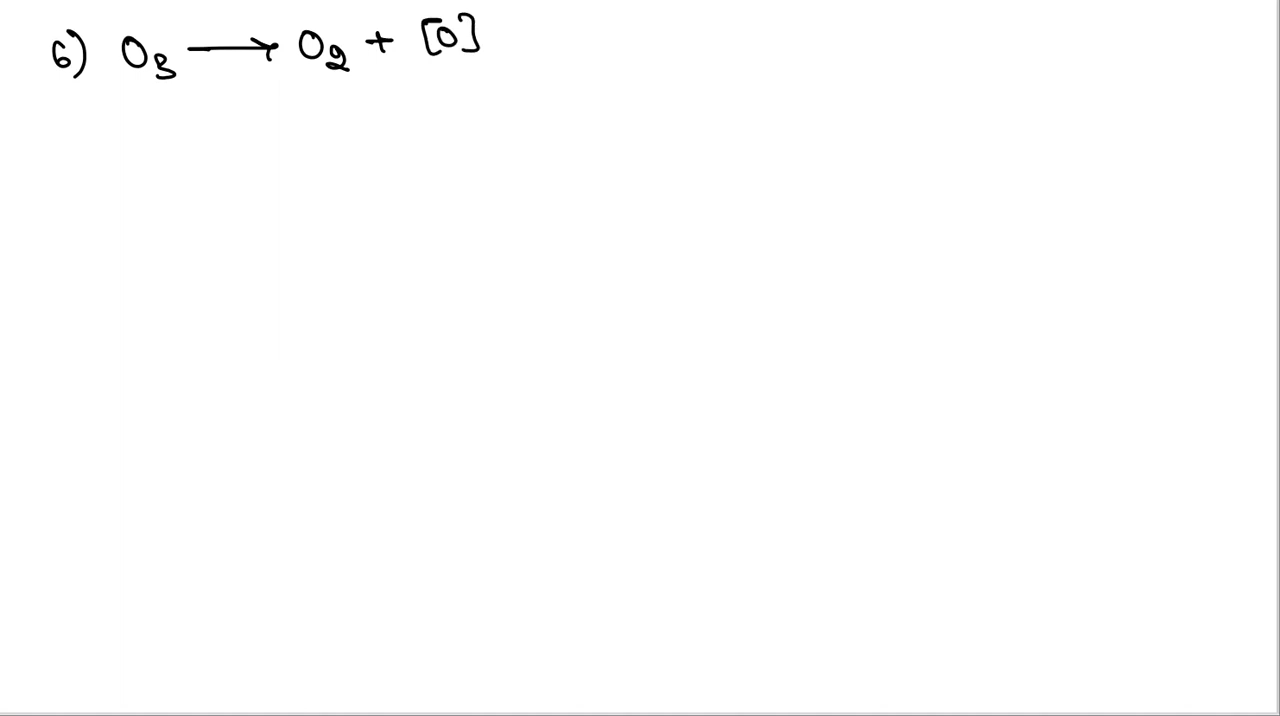 6) O₃ ⟶ O₂ + [O]